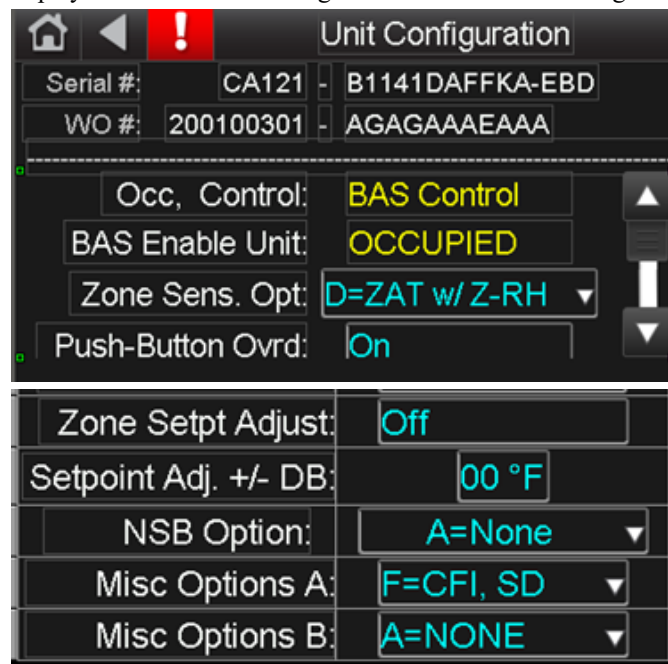 Unit Configuration
Serial #: CA121 - B1141DAFFKA-EBD
WO #: 200100301 - AGAGAAAEAAA
Occ, Control: BAS Control
BAS Enable Unit: OCCUPIED
Zone Sens. Opt: D=ZAT w/ Z-RH
Push-Button Ovrd: On
Zone Setpt Adjust: Off
Setpoint Adj. +/- DB: 00 °F
NSB Option: A=None
Misc Options A: F=CFI, SD
Misc Options B: A=NONE